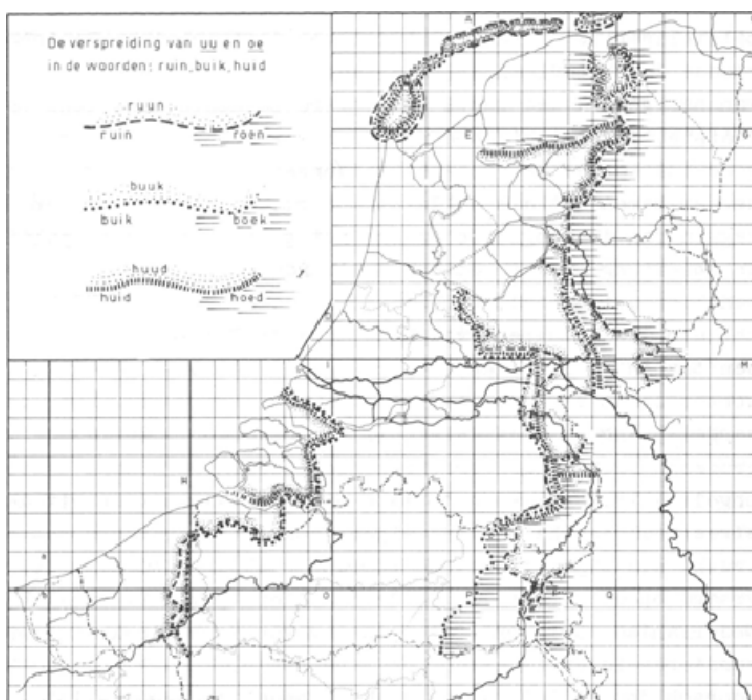 De verspreiding van uu en oe
in de woorden: ruin, buik, huid
ruun
ruin roen
buuk
buik boek
huud
huid hoed
A
E
G
I
M
H
K
O
P
Q